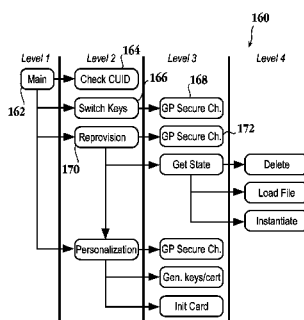 160
Level 1 Level 2 Level 3 Level 4
164
Main Check CUID
166 168
162 Switch Keys GP Secure Ch.
172
Reprovision GP Secure Ch.
170 Get State Delete
Load File
Instantiate
Personalization GP Secure Ch.
Gen. keys/cert
Init Card